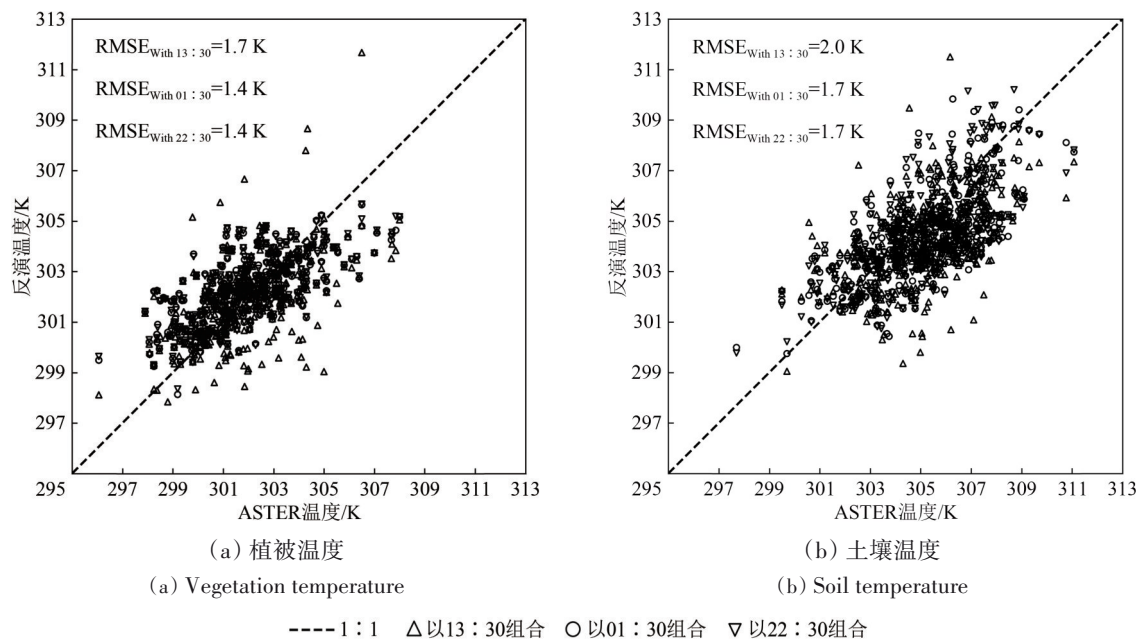 313
311
309
307
305
303
301
299
297
295
反演温度/K
RMSE With 13：30=1.7 K
RMSE With 01：30=1.4 K
RMSE With 22：30=1.4 K
297 299 301 303 305 307 309 311 313
ASTER温度/K
(a) 植被温度
(a) Vegetation temperature
313
311
309
307
305
303
301
299
297
295
反演温度/K
RMSE With 13：30=2.0 K
RMSE With 01：30=1.7 K
RMSE With 22：30=1.7 K
297 299 301 303 305 307 309 311 313
ASTER温度/K
(b) 土壤温度
(b) Soil temperature
1：1 以13：30组合 以01：30组合 以22：30组合